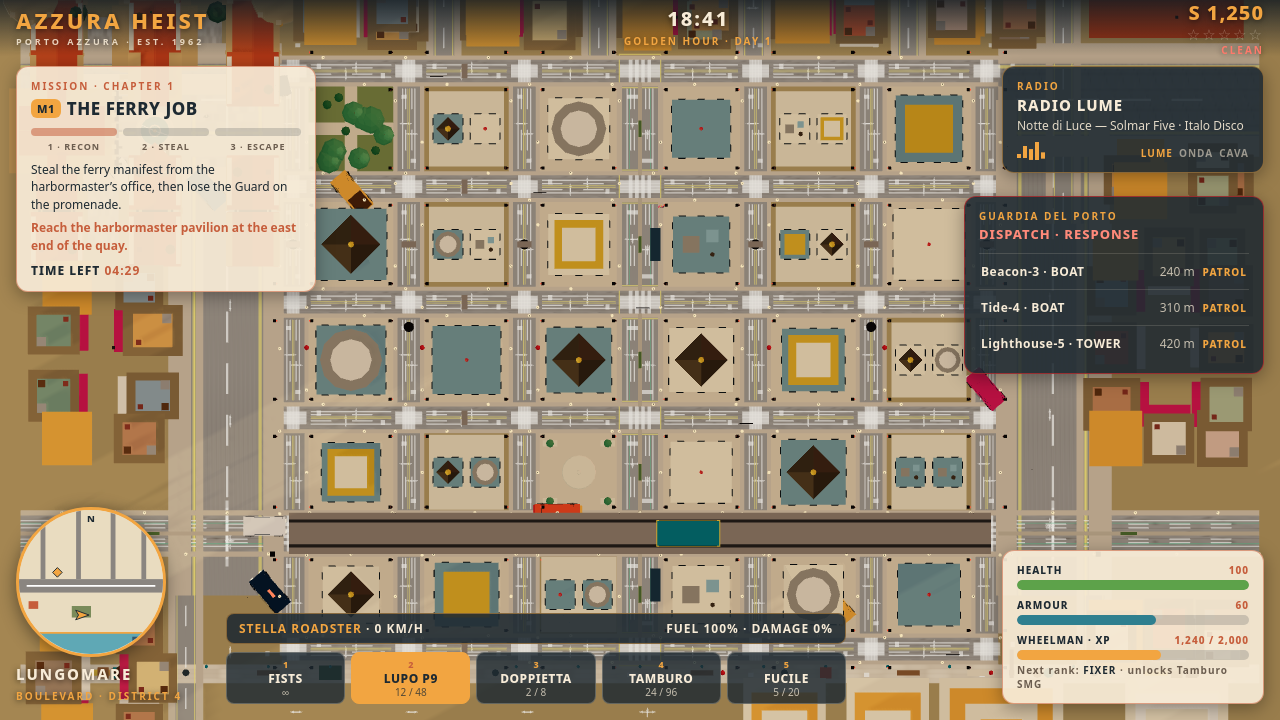 AZZURA HEIST
PORTO AZZURA · EST. 1962
18:41
GOLDEN HOUR · DAY 1
S 1,250
☆☆☆☆☆
CLEAN
MISSION · CHAPTER 1
M1 THE FERRY JOB
1 · RECON 2 · STEAL 3 · ESCAPE
Steal the ferry manifest from the
harbormaster’s office, then lose the Guard on
the promenade.
Reach the harbormaster pavilion at the east
end of the quay.
TIME LEFT 04:29
RADIO
RADIO LUME
Notte di Luce — Solmar Five · Italo Disco
LUME ONDA CAVA
GUARDIA DEL PORTO
DISPATCH · RESPONSE
Beacon-3 · BOAT 240 m PATROL
Tide-4 · BOAT 310 m PATROL
Lighthouse-5 · TOWER 420 m PATROL
N
LUNGOMARE
BOULEVARD · DISTRICT 4
STELLA ROADSTER · 0 KM/H FUEL 100% · DAMAGE 0%
1
FISTS
∞
2
LUPO P9
12 / 48
3
DOPPIETTA
2 / 8
4
TAMBURO
24 / 96
5
FUCILE
5 / 20
HEALTH 100
ARMOUR 60
WHEELMAN · XP 1,240 / 2,000
Next rank: FIXER · unlocks Tamburo
SMG